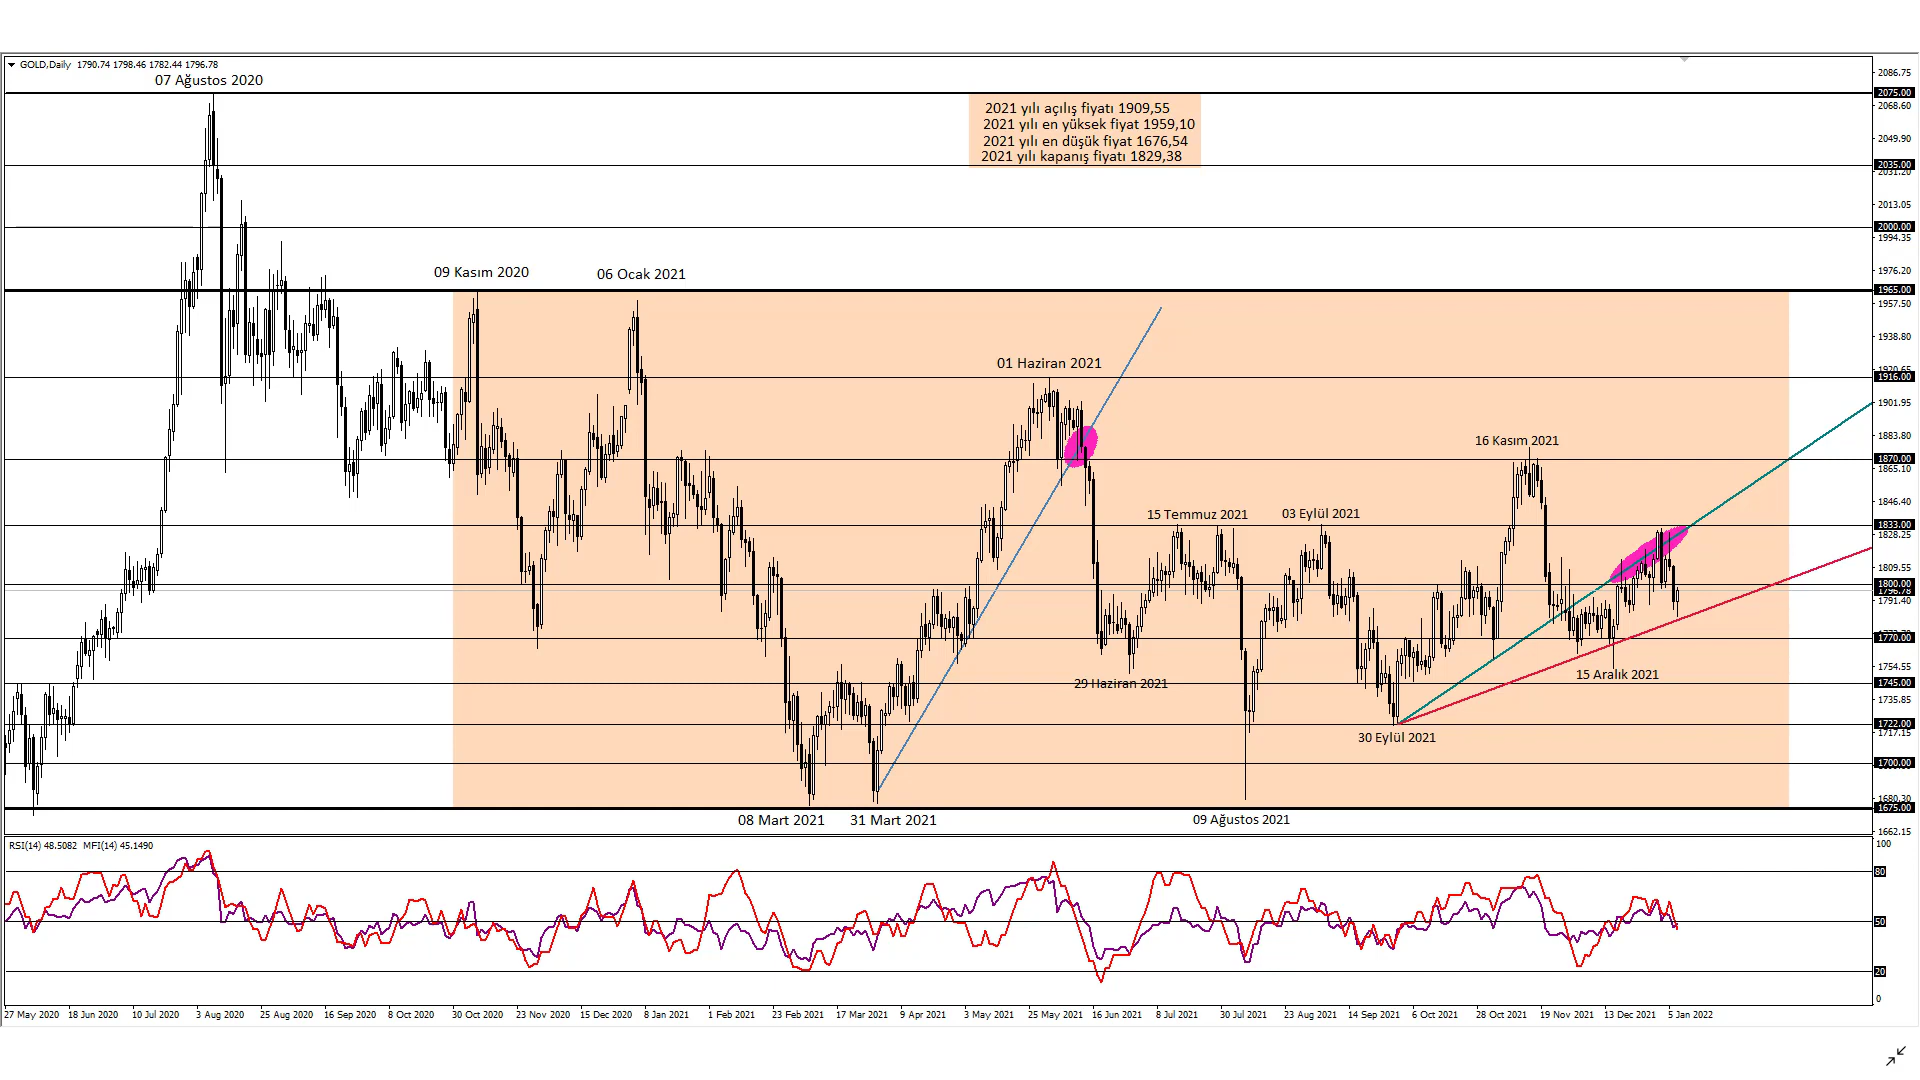 GOLD,Daily 1790.74 1798.46 1782.44 1796.78
07 Ağustos 2020
2021 yılı açılış fiyatı 1909,55
2021 yılı en yüksek fiyat 1959,10
2021 yılı en düşük fiyat 1676,54
2021 yılı kapanış fiyatı 1829,38
09 Kasım 2020
06 Ocak 2021
01 Haziran 2021
16 Kasım 2021
15 Temmuz 2021
03 Eylül 2021
29 Haziran 2021
15 Aralık 2021
30 Eylül 2021
08 Mart 2021
31 Mart 2021
09 Ağustos 2021
2086.75
2075.00
2068.60
2049.90
2035.00
2031.20
2013.05
2000.00
1994.35
1976.20
1965.00
1957.50
1938.80
1920.65
1916.00
1901.95
1883.80
1870.00
1865.10
1846.40
1833.00
1828.25
1809.55
1800.00
1796.78
1791.40
1770.00
1754.55
1745.00
1735.85
1722.00
1717.15
1700.00
1680.30
1675.00
1662.15
RSI(14) 48.5082 MFI(14) 45.1490
100
80
50
20
0
27 May 2020
18 Jun 2020
10 Jul 2020
3 Aug 2020
25 Aug 2020
16 Sep 2020
8 Oct 2020
30 Oct 2020
23 Nov 2020
15 Dec 2020
8 Jan 2021
1 Feb 2021
23 Feb 2021
17 Mar 2021
9 Apr 2021
3 May 2021
25 May 2021
16 Jun 2021
8 Jul 2021
30 Jul 2021
23 Aug 2021
14 Sep 2021
6 Oct 2021
28 Oct 2021
19 Nov 2021
13 Dec 2021
5 Jan 2022